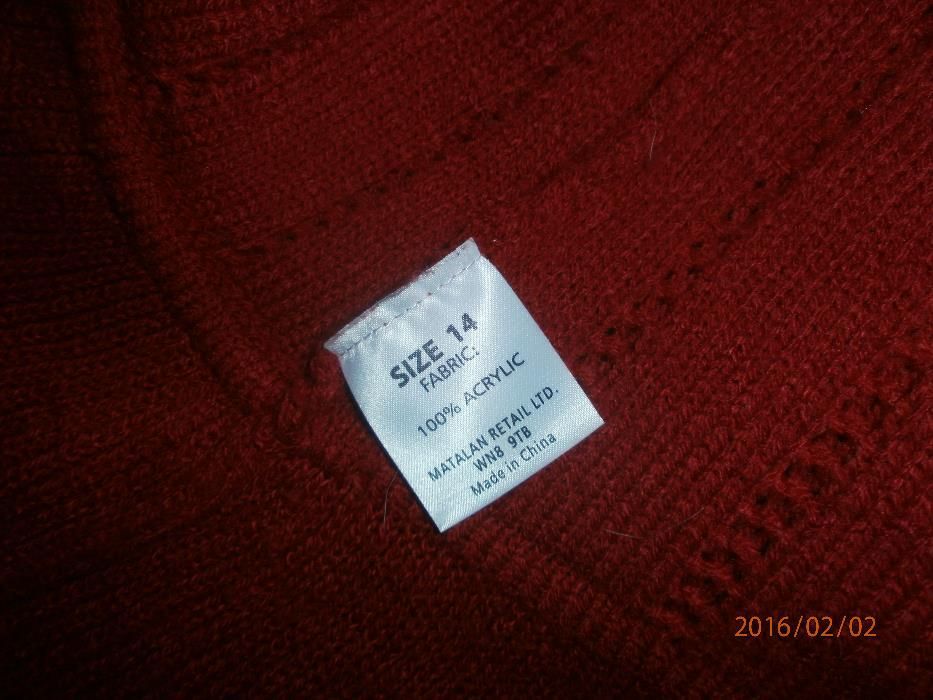 SIZE 14
FABRIC:
100% ACRYLIC
MATALAN RETAIL LTD.
WN8 9TB
Made in China
2016/02/02